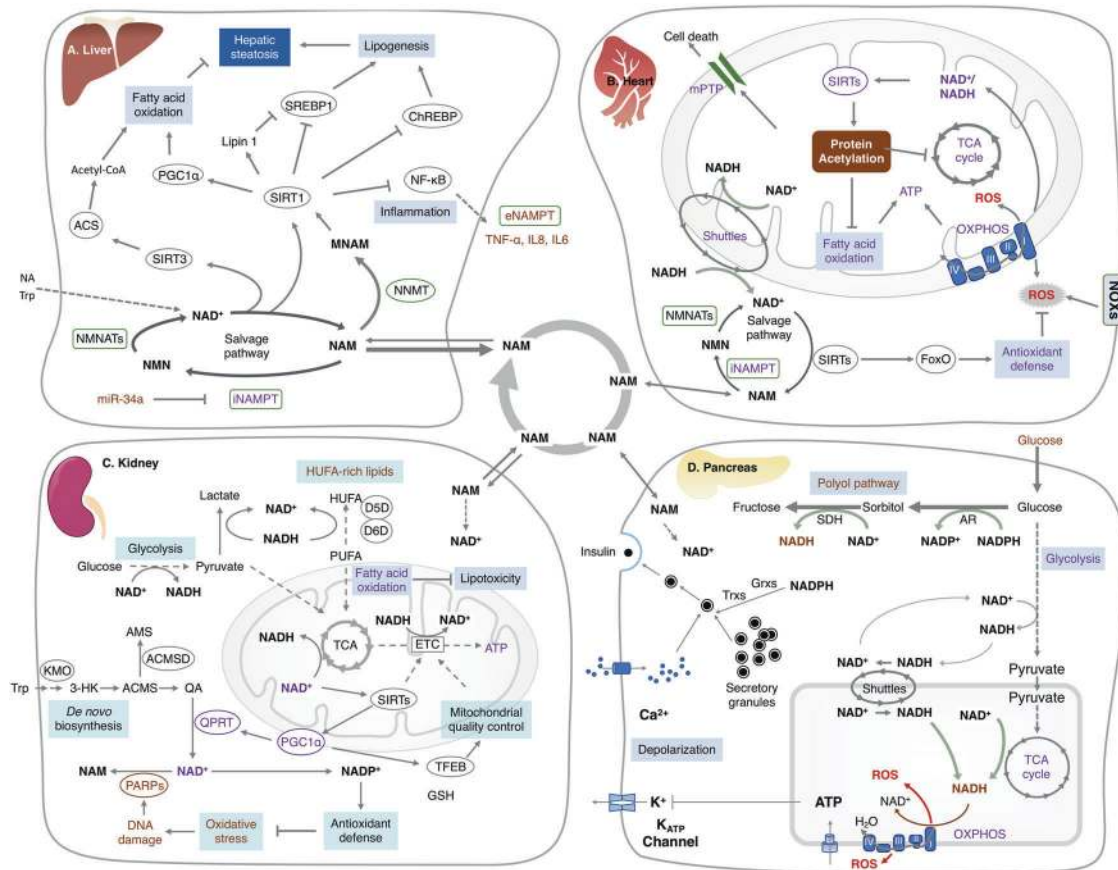 A. Liver
Hepatic
steatosis
Lipogenesis
Fatty acid
oxidation
SREBP1
ChREBP
Lipin 1
Acetyl-CoA
PGC1α
SIRT1
NF-κB
Inflammation
eNAMPT
TNF-α, IL8, IL6
ACS
SIRT3
MNAM
NNMT
NA
Trp
NAD⁺
NMNATs
Salvage
pathway
NAM
NMN
miR-34a
iNAMPT
NAM
NAM
NAM
NAM
B. Heart
Cell death
mPTP
SIRTs
NAD⁺/
NADH
Protein
Acetylation
TCA
cycle
NADH
NAD⁺
ATP
ROS
Shuttles
Fatty acid
oxidation
OXPHOS
IV
III
II
I
NADH
NAD⁺
ROS
NOXs
NMNATs
Salvage
pathway
NMN
SIRTs
FoxO
Antioxidant
defense
iNAMPT
NAM
C. Kidney
HUFA-rich lipids
Lactate
NAD⁺
HUFA
D5D
D6D
NADH
NAM
NAD⁺
Glycolysis
Glucose
Pyruvate
PUFA
NAD⁺
NADH
Fatty acid
oxidation
Lipotoxicity
NADH
NAD⁺
NADH
TCA
ETC
ATP
AMS
ACMSD
KMO
Trp
3-HK
ACMS
QA
NAD⁺
SIRTs
De novo
biosynthesis
QPRT
PGC1α
Mitochondrial
quality control
TFEB
GSH
NAM
NAD⁺
NADP⁺
PARPs
DNA
damage
Oxidative
stress
Antioxidant
defense
D. Pancreas
Glucose
Polyol pathway
Fructose
Sorbitol
Glucose
SDH
AR
NADH
NAD⁺
NADP⁺
NADPH
NAM
NAD⁺
Insulin
Glycolysis
Trxs
Grxs
NADPH
NAD⁺
NADH
Secretory
granules
Ca²⁺
NAD⁺
NADH
Shuttles
NAD⁺
NADH
NAD⁺
Pyruvate
Pyruvate
TCA
cycle
Depolarization
ROS
NADH
K⁺
ATP
NAD⁺
K_ATP
Channel
H₂O
IV
III
II
I
OXPHOS
ROS